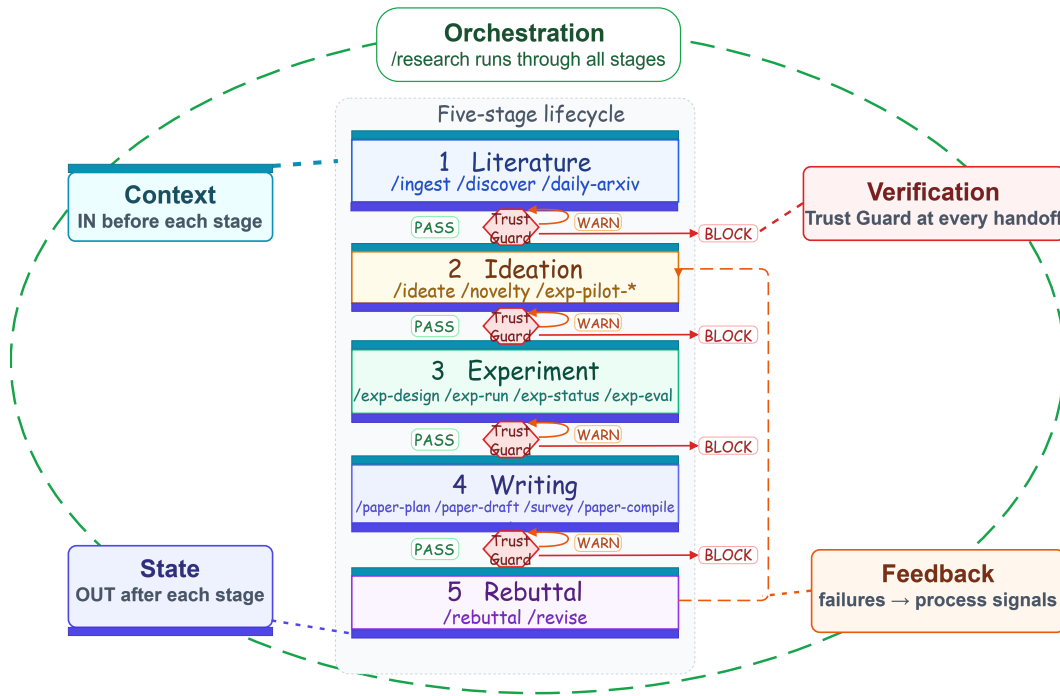 Orchestration
/research runs through all stages
Five-stage lifecycle
1 Literature
/ingest /discover /daily-arxiv
Context
IN before each stage
Verification
Trust Guard at every handoff
PASS
Trust
Guard
WARN
BLOCK
2 Ideation
/ideate /novelty /exp-pilot-*
PASS
Trust
Guard
WARN
BLOCK
3 Experiment
/exp-design /exp-run /exp-status /exp-eval
PASS
Trust
Guard
WARN
BLOCK
4 Writing
/paper-plan /paper-draft /survey /paper-compile
PASS
Trust
Guard
WARN
BLOCK
State
OUT after each stage
Feedback
failures → process signals
5 Rebuttal
/rebuttal /revise